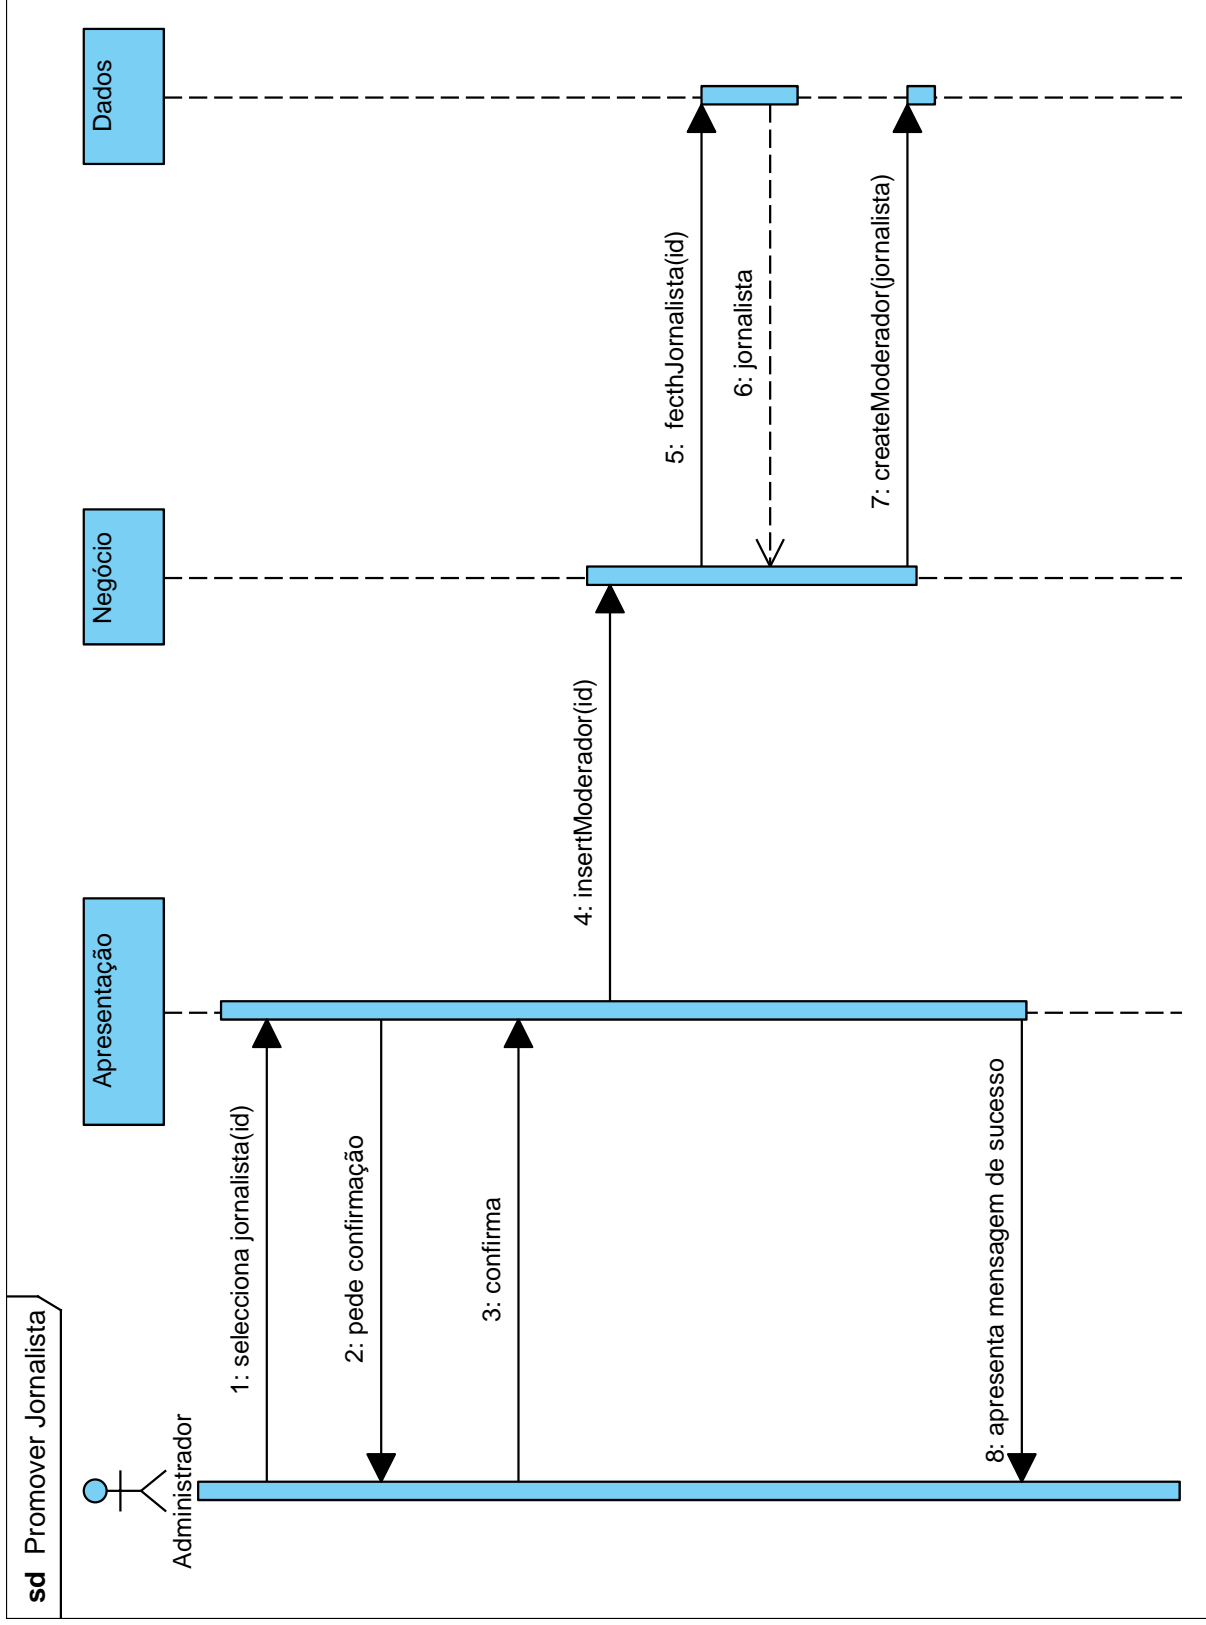 sd Promover Jornalista
Administrador
Apresentação
Negócio
Dados
1: selecciona jornalista(id)
2: pede confirmação
3: confirma
4: insertModerador(id)
5: fecthJornalista(id)
6: jornalista
7: createModerador(jornalista)
8: apresenta mensagem de sucesso